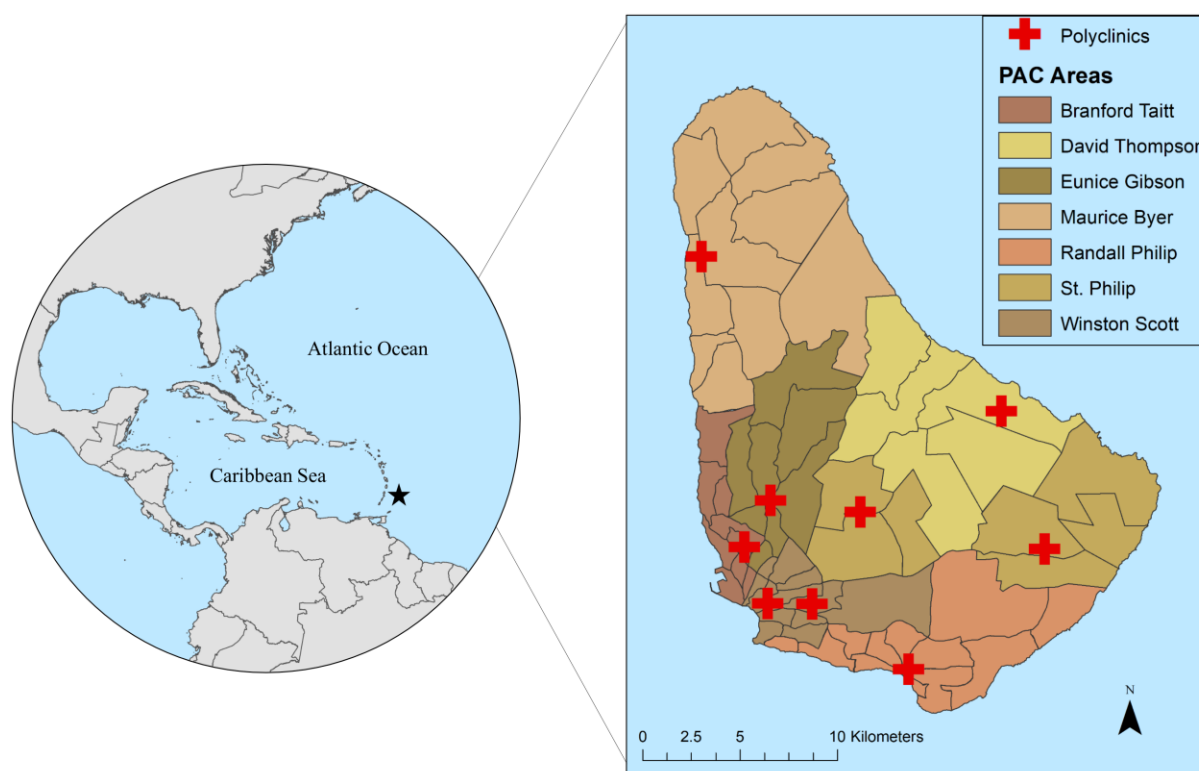 Atlantic Ocean
Caribbean Sea
Polyclinics
PAC Areas
Branford Taitt
David Thompson
Eunice Gibson
Maurice Byer
Randall Philip
St. Philip
Winston Scott
N
0 2.5 5 10 Kilometers